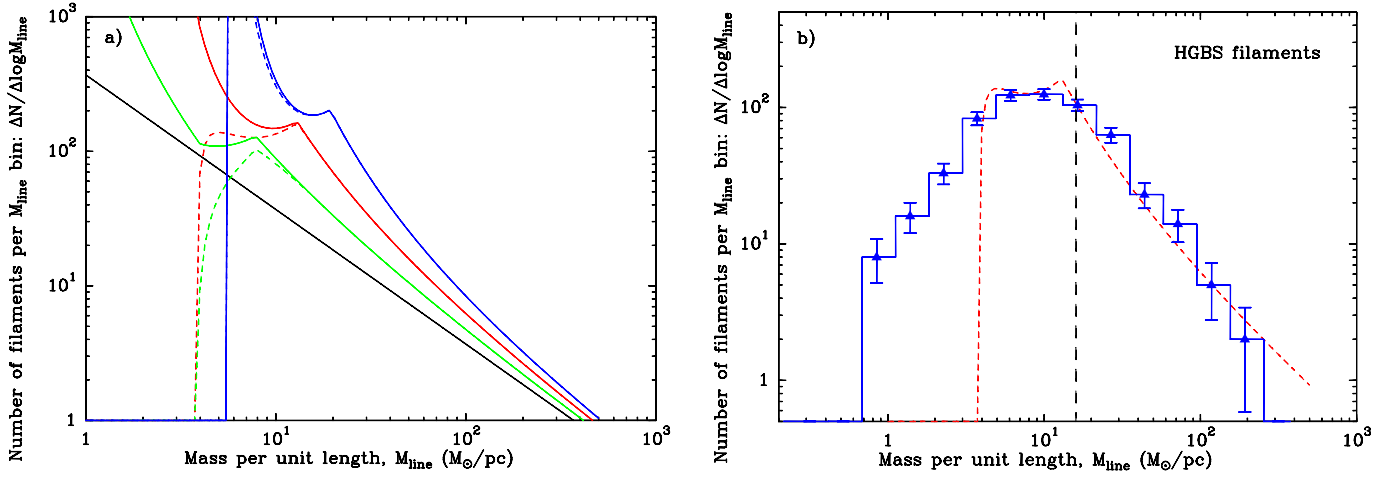 a)
Number of filaments per M_line bin: ΔN/ΔlogM_line
10³
10²
10¹
1
1 10¹ 10² 10³
Mass per unit length, M_line (M_⊙/pc)
b)
HGBS filaments
Number of filaments per M_line bin: ΔN/ΔlogM_line
10²
10¹
1
1 10¹ 10² 10³
Mass per unit length, M_line (M_⊙/pc)